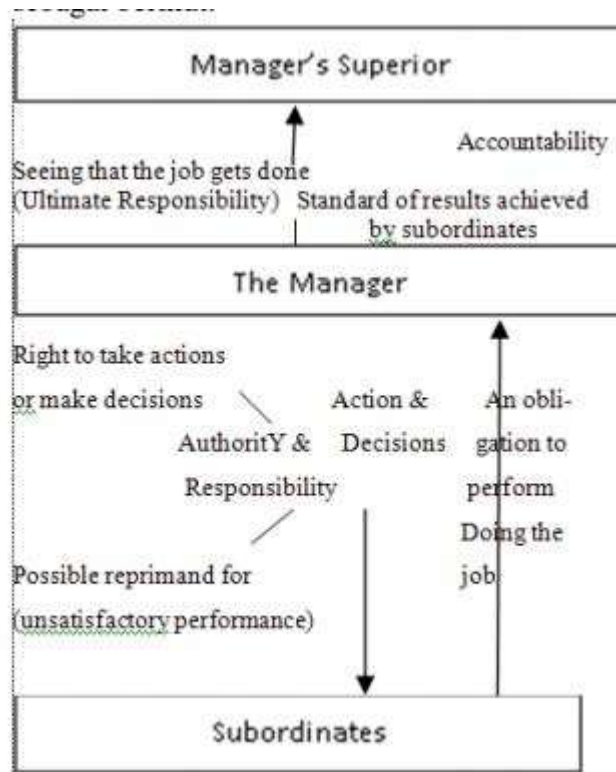 Manager's Superior
Accountability
Seeing that the job gets done
(Ultimate Responsibility)
Standard of results achieved
by subordinates
The Manager
Right to take actions
or make decisions
Action &
Decisions
An obli-
gation to
perform
Doing the
job
AuthoritY &
Responsibility
Possible reprimand for
(unsatisfactory performance)
Subordinates